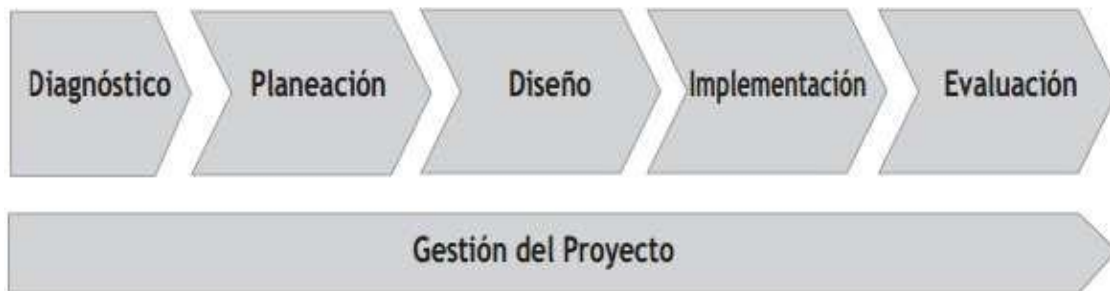 Diagnóstico
Planeación
Diseño
Implementación
Evaluación
Gestión del Proyecto